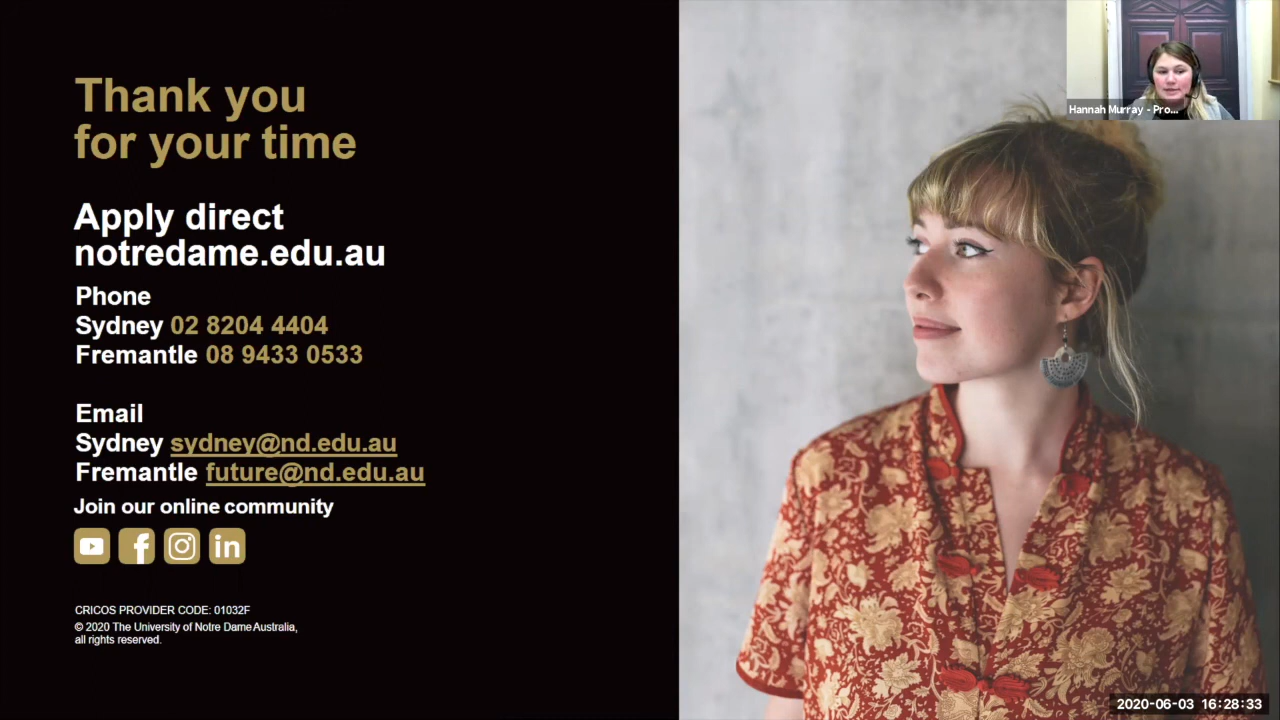 Thank you
for your time
Apply direct
notredame.edu.au
Phone
Sydney 02 8204 4404
Fremantle 08 9433 0533
Email
Sydney sydney@nd.edu.au
Fremantle future@nd.edu.au
Join our online community
in
CRICOS PROVIDER CODE: 01032F
© 2020 The University of Notre Dame Australia,
all rights reserved.
Hannah Murray - Pro...
2020-06-03 16:28:33